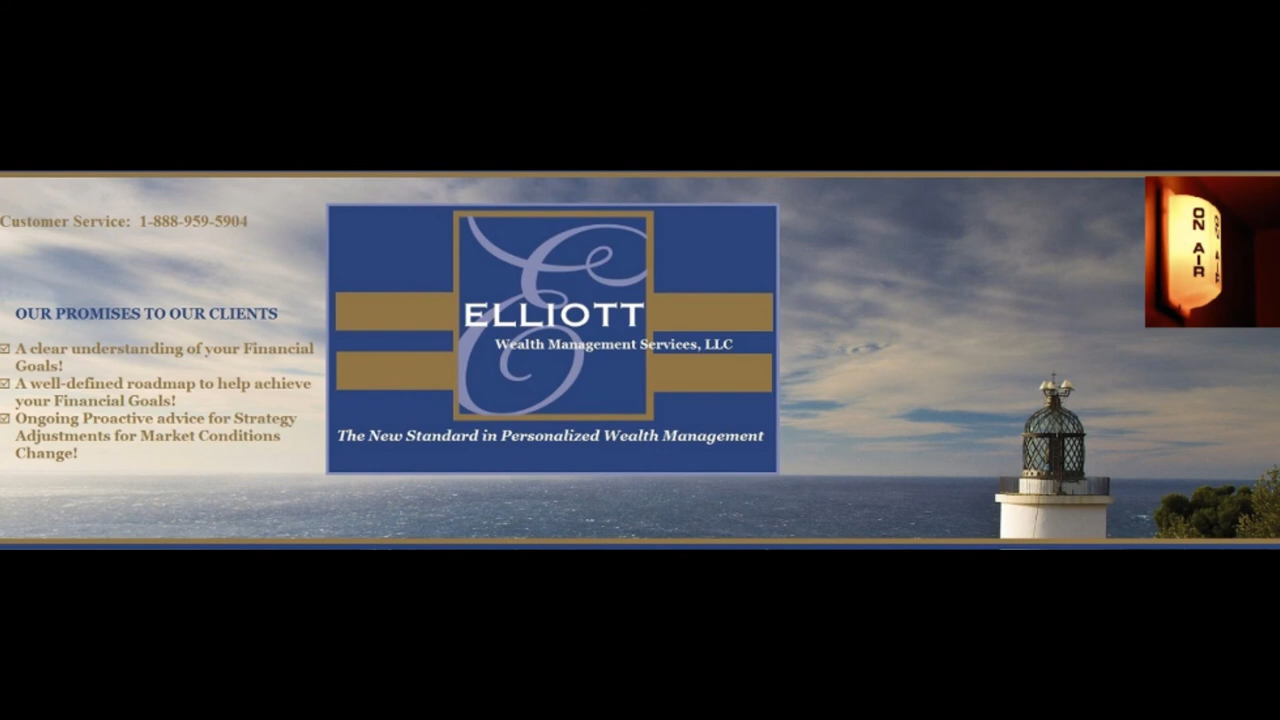 Customer Service: 1-888-959-5904
OUR PROMISES TO OUR CLIENTS
☑ A clear understanding of your Financial
Goals!
☑ A well-defined roadmap to help achieve
your Financial Goals!
☑ Ongoing Proactive advice for Strategy
Adjustments for Market Conditions
Change!
E
ELLIOTT
Wealth Management Services, LLC
The New Standard in Personalized Wealth Management
ON AIR
ON AIR